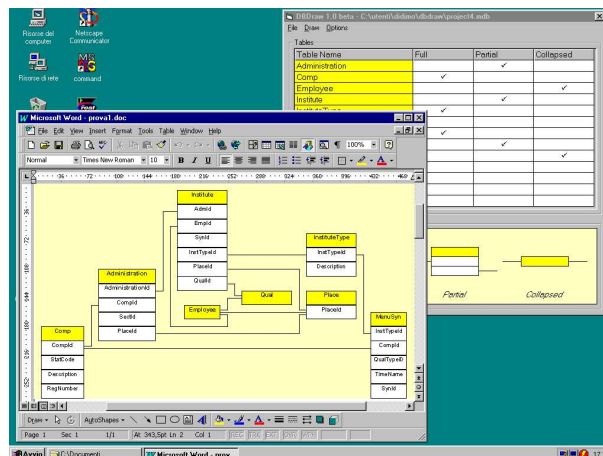 Risorse del
computer
Netscape
Communicator
Risorse di rete
command
DBDraw 1.0 beta - C:\utenti\didimo\dbdraw\project4.mdb
File Draw Options
Tables
Table Name Full Partial Collapsed
Administration
Comp
Employee
Institute
InstituteType
Partial
Collapsed
Microsoft Word - prova1.doc
File Edit View Insert Format Tools Table Window Help
100%
Normal Times New Roman 10 B I U
Institute
AdmId
EmpId
SynId
InstTypeId
PlaceId
QualId
InstituteType
InstTypeId
Description
Administration
AdministrationId
CompId
SectId
PlaceId
Qual
Employee
Place
PlaceId
Comp
CompId
StatCode
Description
RegNumber
MenuSyn
InstTypeId
CompId
QualTypeID
TimeName
SynId
Draw AutoShapes
Page 1 Sec 1 1/1 At 343,5pt Ln 2 Col 1 REC TRK EXT OVR WPH
Avvio C:\Documenti Microsoft Word - prov... 17